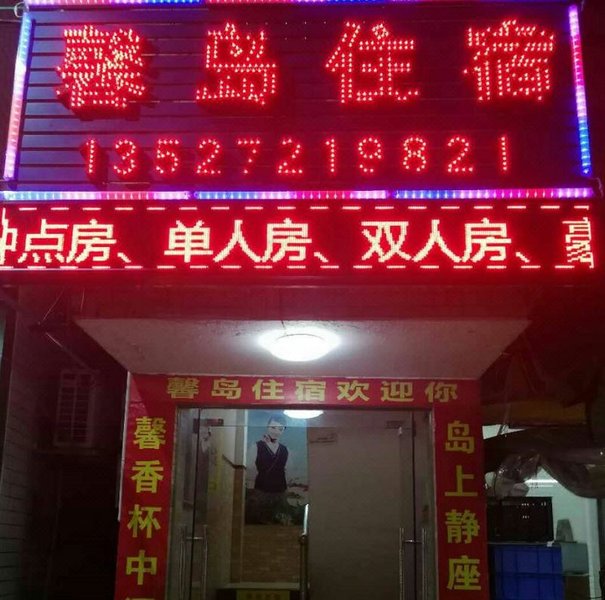 馨岛住宿
13527219821
钟点房、单人房、双人房、豪
馨岛住宿欢迎你
馨香杯中
岛上静座